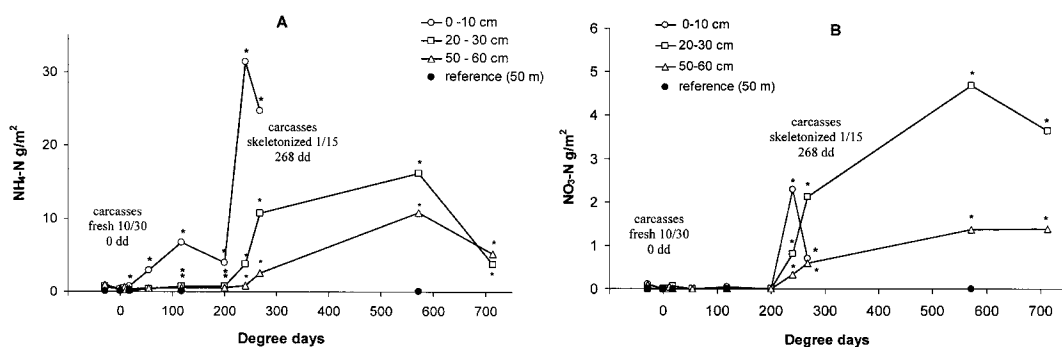 A
0 -10 cm
20 - 30 cm
50 - 60 cm
reference (50 m)
NH₄-N g/m²
30
20
10
0
carcasses
fresh 10/30
0 dd
carcasses
skeletonized 1/15
268 dd
0 100 200 300 400 500 600 700
Degree days
B
0-10 cm
20-30 cm
50-60 cm
reference (50 m)
NO₃-N g/m²
6
5
4
3
2
1
0
carcasses
fresh 10/30
0 dd
carcasses
skeletonized 1/15
268 dd
0 100 200 300 400 500 600 700
Degree days